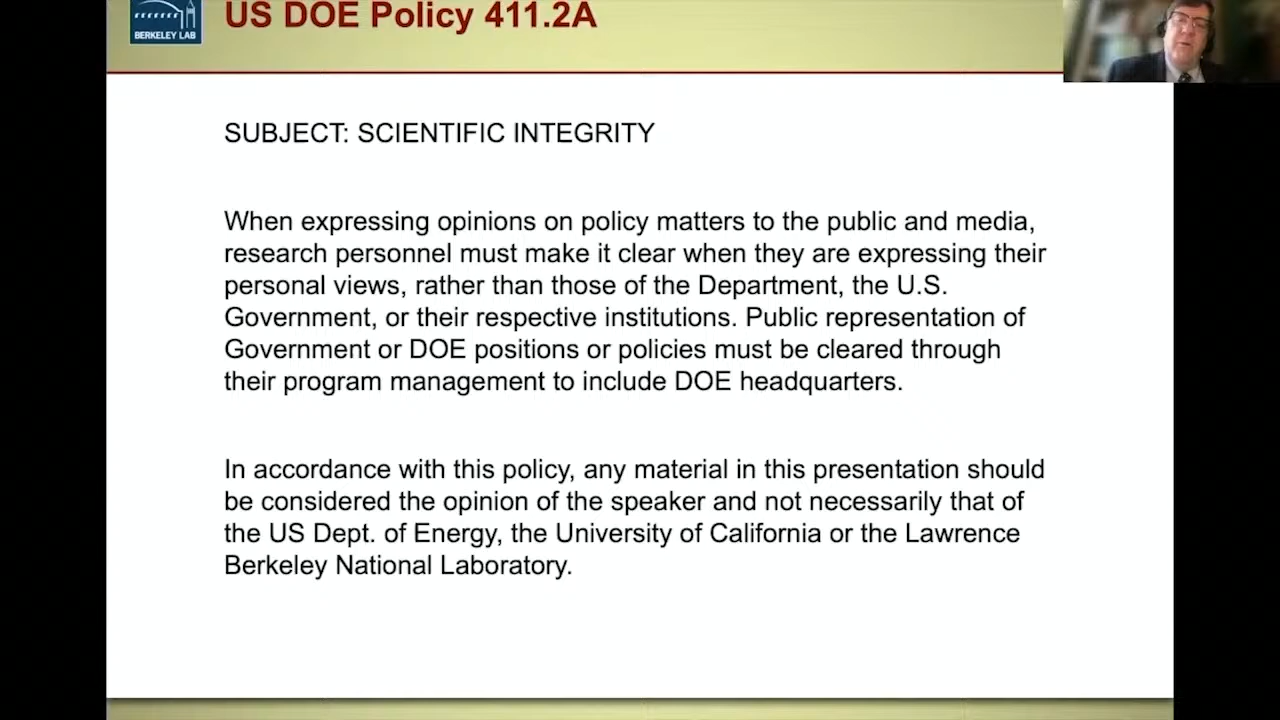 US DOE Policy 411.2A
BERKELEY LAB
SUBJECT: SCIENTIFIC INTEGRITY
When expressing opinions on policy matters to the public and media,
research personnel must make it clear when they are expressing their
personal views, rather than those of the Department, the U.S.
Government, or their respective institutions. Public representation of
Government or DOE positions or policies must be cleared through
their program management to include DOE headquarters.
In accordance with this policy, any material in this presentation should
be considered the opinion of the speaker and not necessarily that of
the US Dept. of Energy, the University of California or the Lawrence
Berkeley National Laboratory.